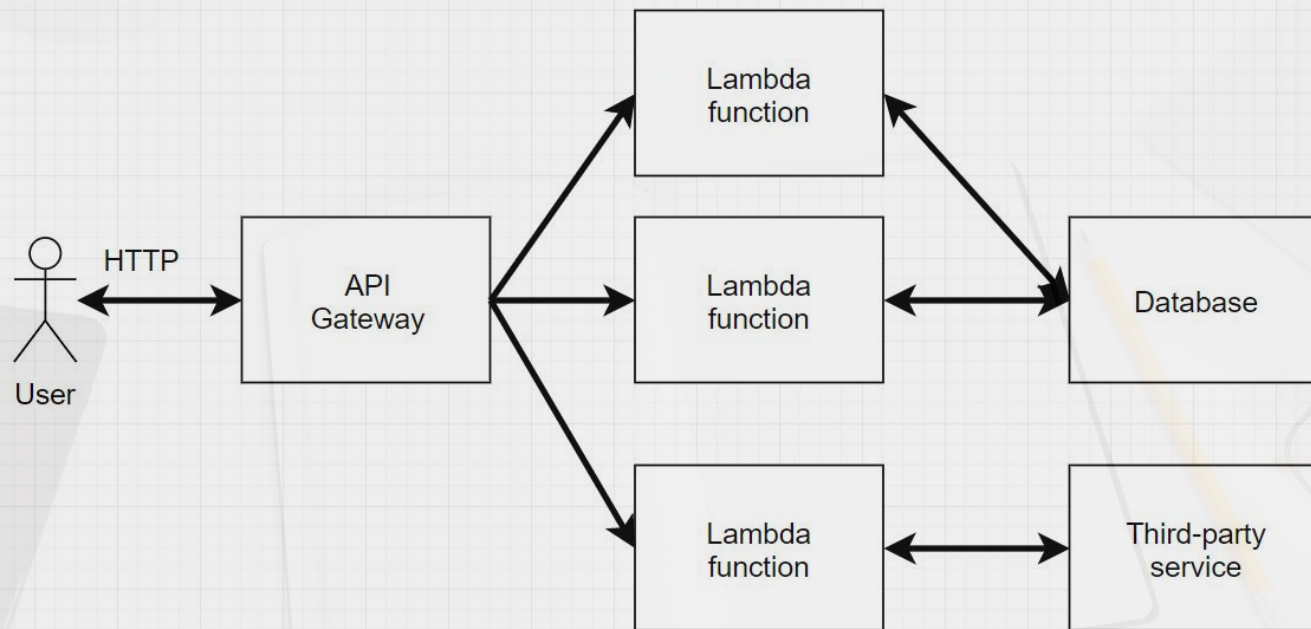 Lambda
function
HTTP
API
Gateway
Lambda
function
Database
User
Lambda
function
Third-party
service